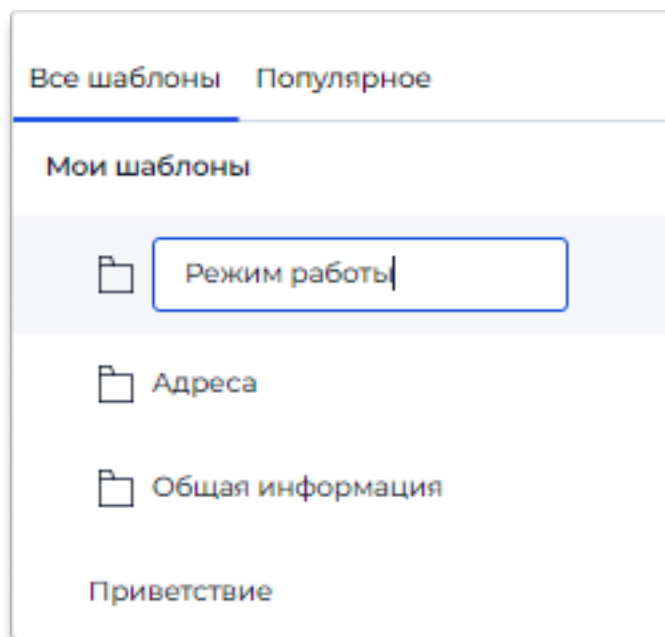 Все шаблоны Популярное
Мои шаблоны
Режим работы
Адреса
Общая информация
Приветствие